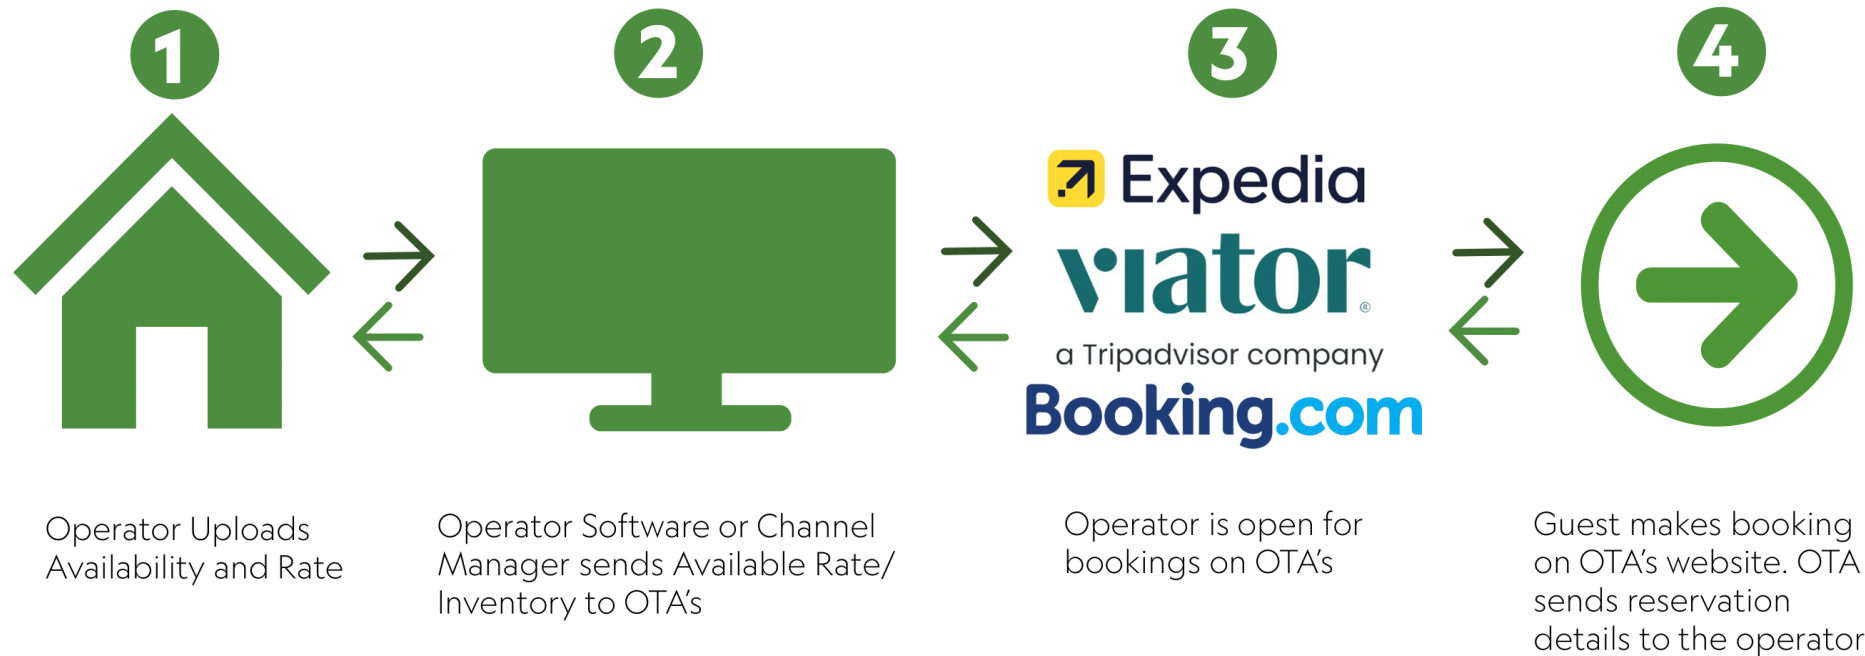 1
2
3
4
Expedia
viator®
a Tripadvisor company
Booking.com
Operator Uploads
Availability and Rate
Operator Software or Channel
Manager sends Available Rate/
Inventory to OTA's
Operator is open for
bookings on OTA's
Guest makes booking
on OTA's website. OTA
sends reservation
details to the operator